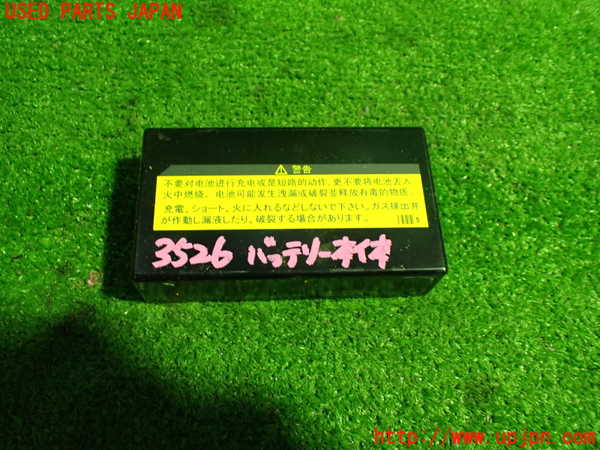 USED PARTS JAPAN
警告
不要对电池进行充电或是短路的动作，更不要将电池丢入
火中燃烧。电池可能发生洩漏或破裂並释放有毒的物质。
充電、ショート、火に入れるなどしないで下さい。ガス排出弁
が作動し漏液したり、破裂する場合があります。
3526 バッテリー本体
http://www.upjpn.com